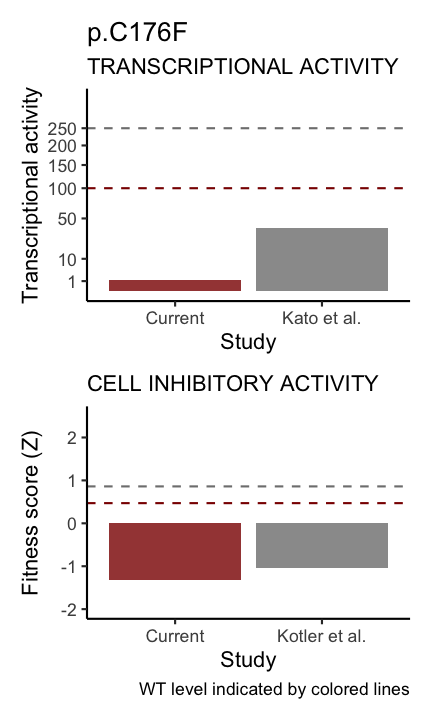 p.C176F
TRANSCRIPTIONAL ACTIVITY
Transcriptional activity
250
200
150
100
50
10
1
Current
Kato et al.
Study
CELL INHIBITORY ACTIVITY
Fitness score (Z)
2
1
0
-1
-2
Current
Kotler et al.
Study
WT level indicated by colored lines